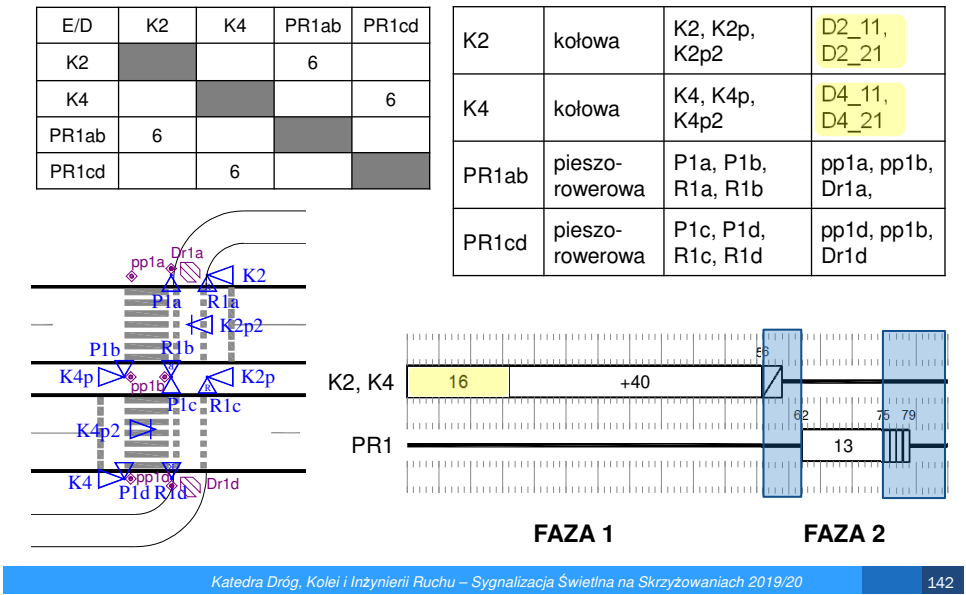 E/D K2 K4 PR1ab PR1cd
K2 6
K4 6
PR1ab 6
PR1cd 6
K2 kołowa K2, K2p, K2p2 D2_11, D2_21
K4 kołowa K4, K4p, K4p2 D4_11, D4_21
PR1ab pieszo-rowerowa P1a, P1b, R1a, R1b pp1a, pp1b, Dr1a,
PR1cd pieszo-rowerowa P1c, P1d, R1c, R1d pp1d, pp1b, Dr1d
Dr1a
pp1a K2
P1a R1a
K2p2
P1b R1b
K4p pp1b K2p
P1c R1c
K4p2
K4 pp1d Dr1d
P1d R1d
56
K2, K4 16 +40
62 75 79
PR1 13
FAZA 1 FAZA 2
Katedra Dróg, Kolei i Inżynierii Ruchu – Sygnalizacja Świetlna na Skrzyżowaniach 2019/20 142